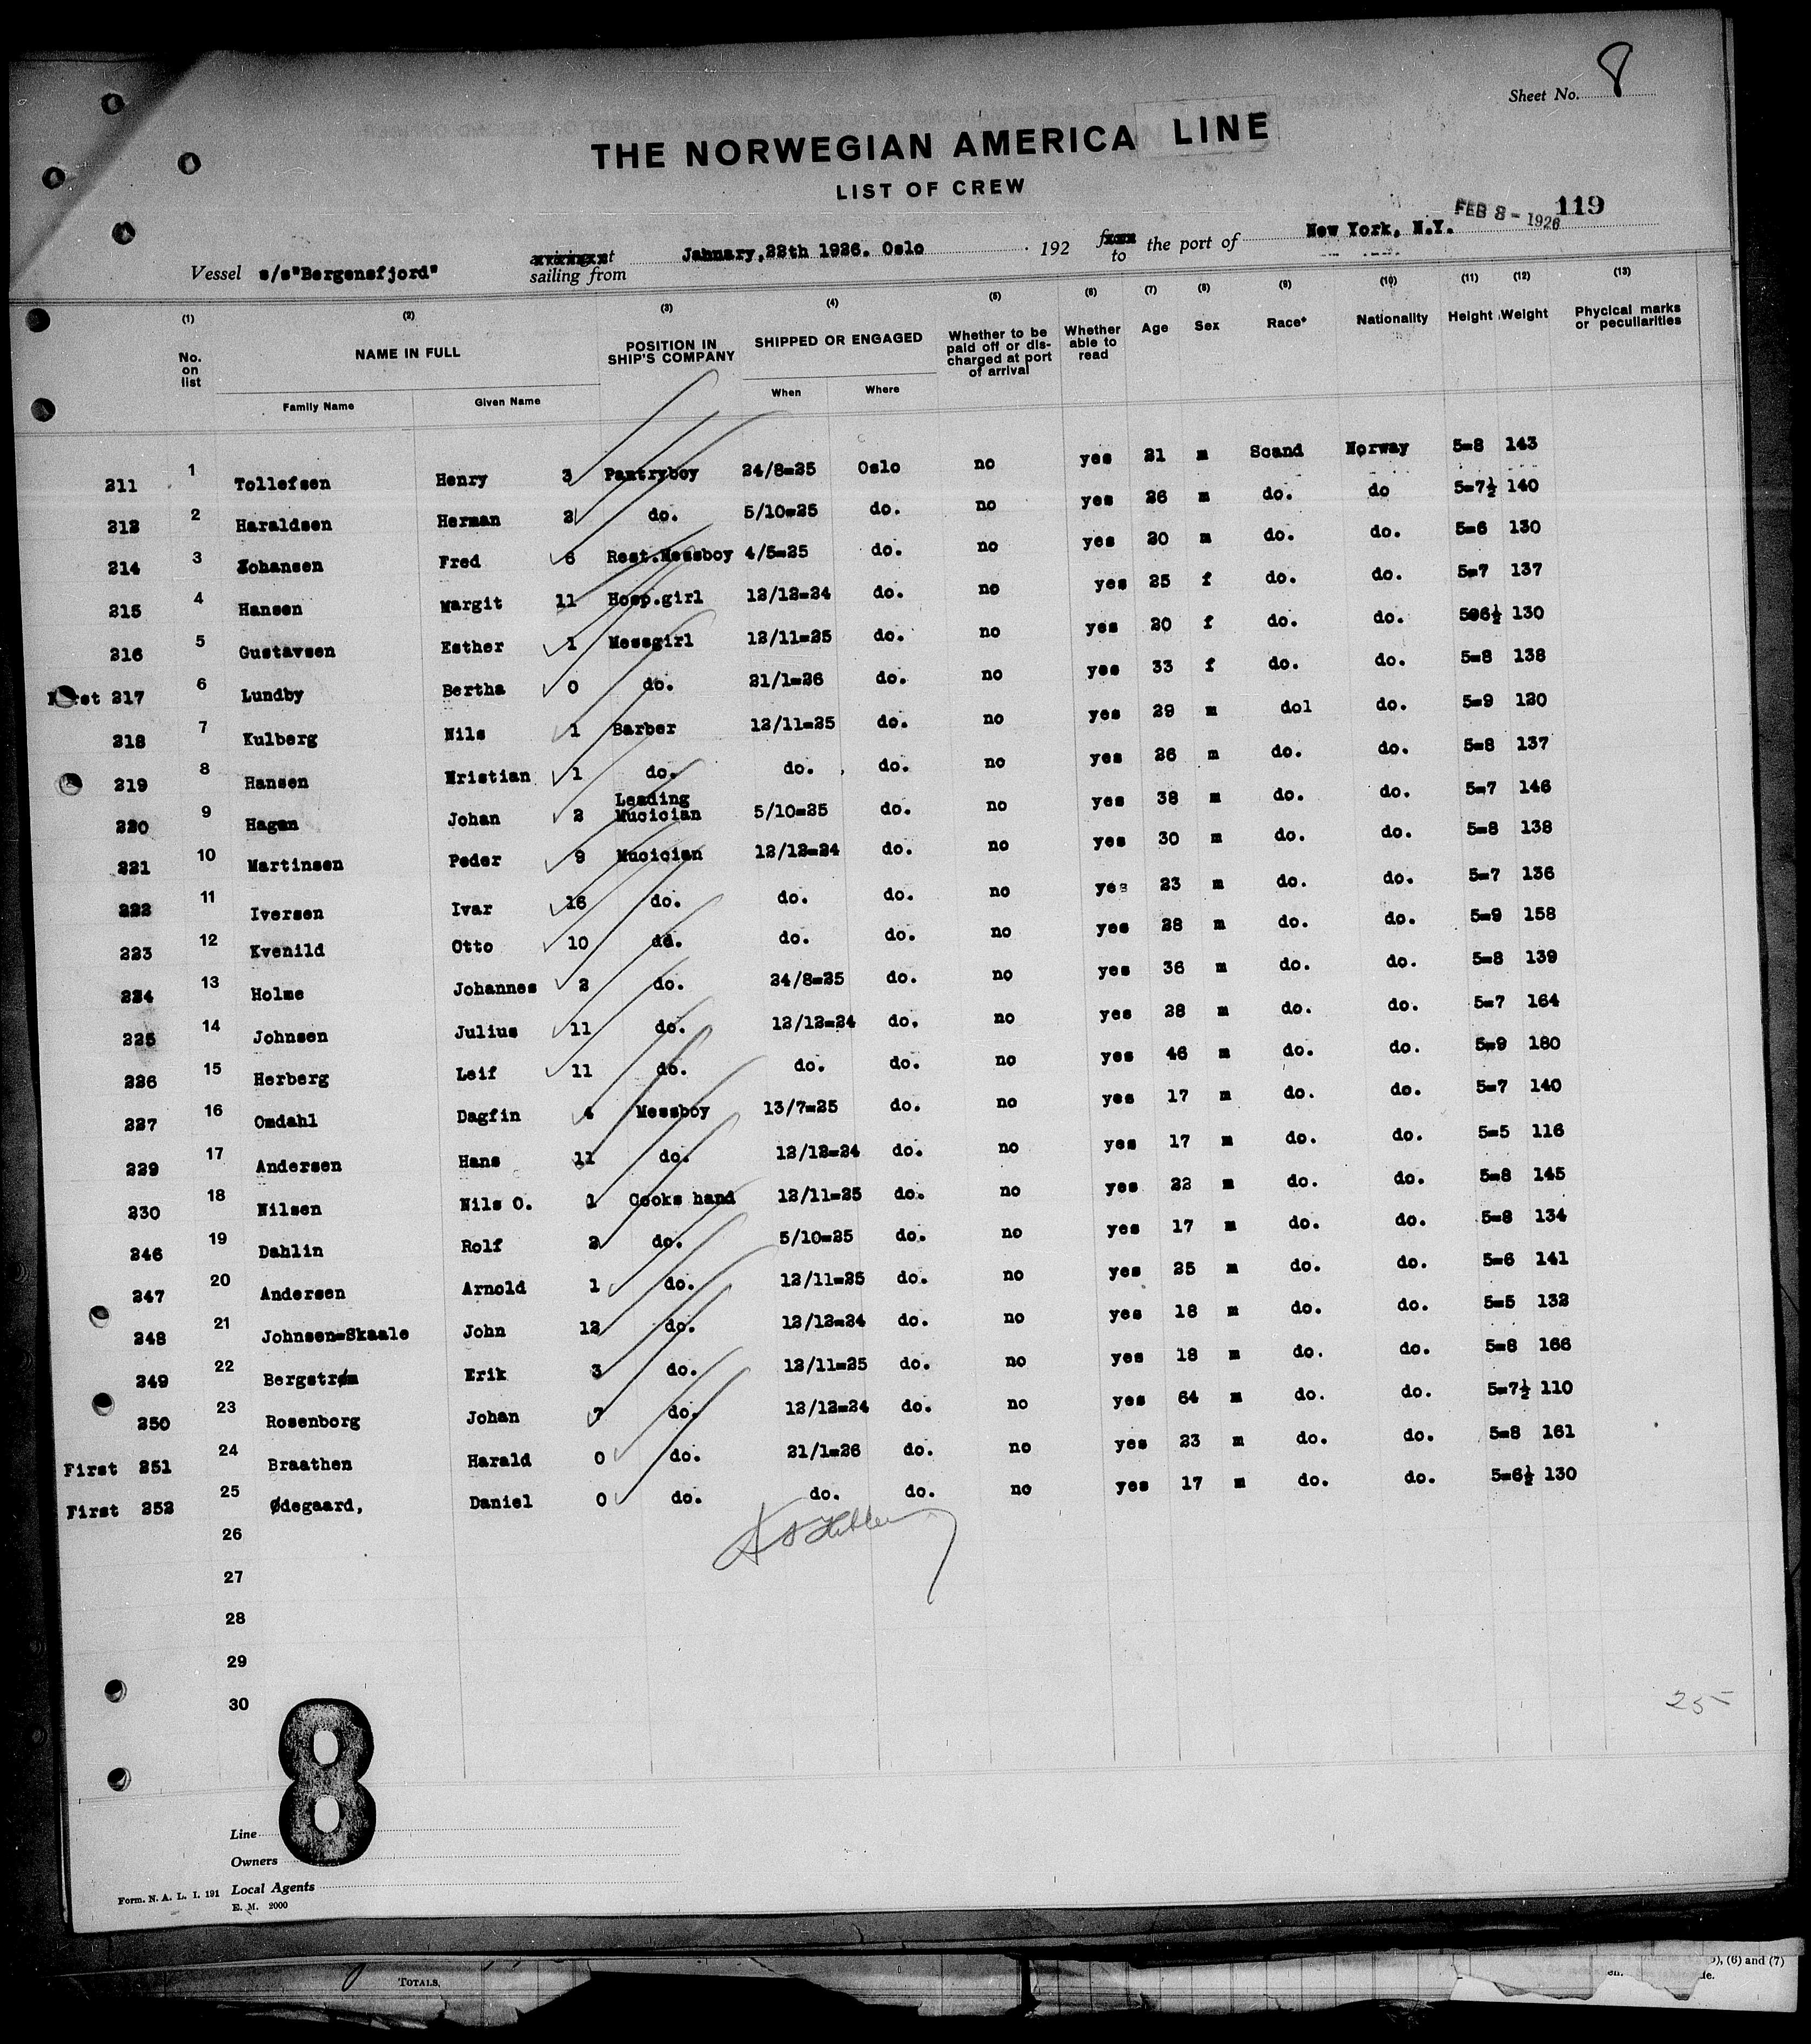 Sheet No. 8
THE NORWEGIAN AMERICA LINE
LIST OF CREW
FEB 8 - 1926 119
Vessel s/s"Bergensfjord" sailing from Jahnary,22th 1926. Oslo 192 to the port of New York, N.Y.
(1) (2) (3) (4) (5) (6) (7) (8) (9) (10) (11) (12) (13)
No. on list NAME IN FULL POSITION IN SHIP'S COMPANY SHIPPED OR ENGAGED Whether to be paid off or discharged at port of arrival Whether able to read Age Sex Race* Nationality Height Weight Physical marks or peculiarities
Family Name Given Name When Where
211 1 Tollefsen Henry 3 Pantryboy 24/8=25 Oslo no yes 21 m Scand Norway 5=8 143
212 2 Haraldsen Herman 2 do. 5/10=25 do. no yes 26 m do. do 5=7½ 140
214 3 Johansen Fred 6 Rest.Messboy 4/5=25 do. no yes 20 m do. do. 5=6 130
215 4 Hansen Margit 11 Hosp.girl 12/12=24 do. no yes 25 f do. do. 5=7 137
216 5 Gustavsen Esther 1 Messgirl 12/11=25 do. no yes 20 f do. do. 506½ 130
First 217 6 Lundby Bertha 0 do. 21/1=26 do. no yes 33 f do. do. 5=8 138
218 7 Kulberg Nils 1 Barber 12/11=25 do. no yes 29 m dol do. 5=9 120
219 8 Hansen Kristian 1 do. do. do. no yes 26 m do. do. 5=8 137
220 9 Hagen Johan 2 Leading Mucician 5/10=25 do. no yes 38 m do. do. 5=7 146
221 10 Martinsen Peder 9 Mucician 12/12=24 do. no yes 30 m do. do. 5=8 138
222 11 Iversen Ivar 16 do. do. do. no yes 23 m do. do. 5=7 136
223 12 Kvenild Otto 10 dd. do. do. no yes 28 m do. do. 5=9 158
224 13 Holme Johannes 2 do. 24/8=25 do. no yes 36 m do. do. 5=8 139
225 14 Johnsen Julius 11 do. 12/12=24 do. no yes 28 m do. do. 5=7 164
226 15 Herberg Leif 11 do. do. do. no yes 46 m do. do. 5=9 180
227 16 Omdahl Dagfin 4 Messboy 13/7=25 do. no yes 17 m do. do. 5=7 140
229 17 Andersen Hans 11 do. 12/12=24 do. no yes 17 m do. do. 5=5 116
230 18 Nilsen Nils O. 1 Cooks hand 12/11=25 do. no yes 22 m do. do. 5=8 145
246 19 Dahlin Rolf 2 do. 5/10=25 do. no yes 17 m do. do. 5=8 134
247 20 Andersen Arnold 1 do. 12/11=25 do. no yes 25 m do. do. 5=6 141
248 21 Johnsen=Skaale John 12 do. 12/12=24 do. no yes 18 m do. do. 5=5 132
249 22 Bergstrøm Erik 3 do. 12/11=25 do. no yes 18 m do. do. 5=8 166
250 23 Rosenborg Johan 7 do. 12/12=24 do. no yes 64 m do. do. 5=7½ 110
First 251 24 Braathen Harald 0 do. 21/1=26 do. no yes 23 m do. do. 5=8 161
First 252 25 Ødegaard, Daniel 0 do. do. do. no yes 17 m do. do. 5=6½ 130
26
27
28
29
30
25
8
Line
Owners
Form. N. A. L. I. 191 Local Agents
E. M. 2000
TOTALS.
(6) and (7)